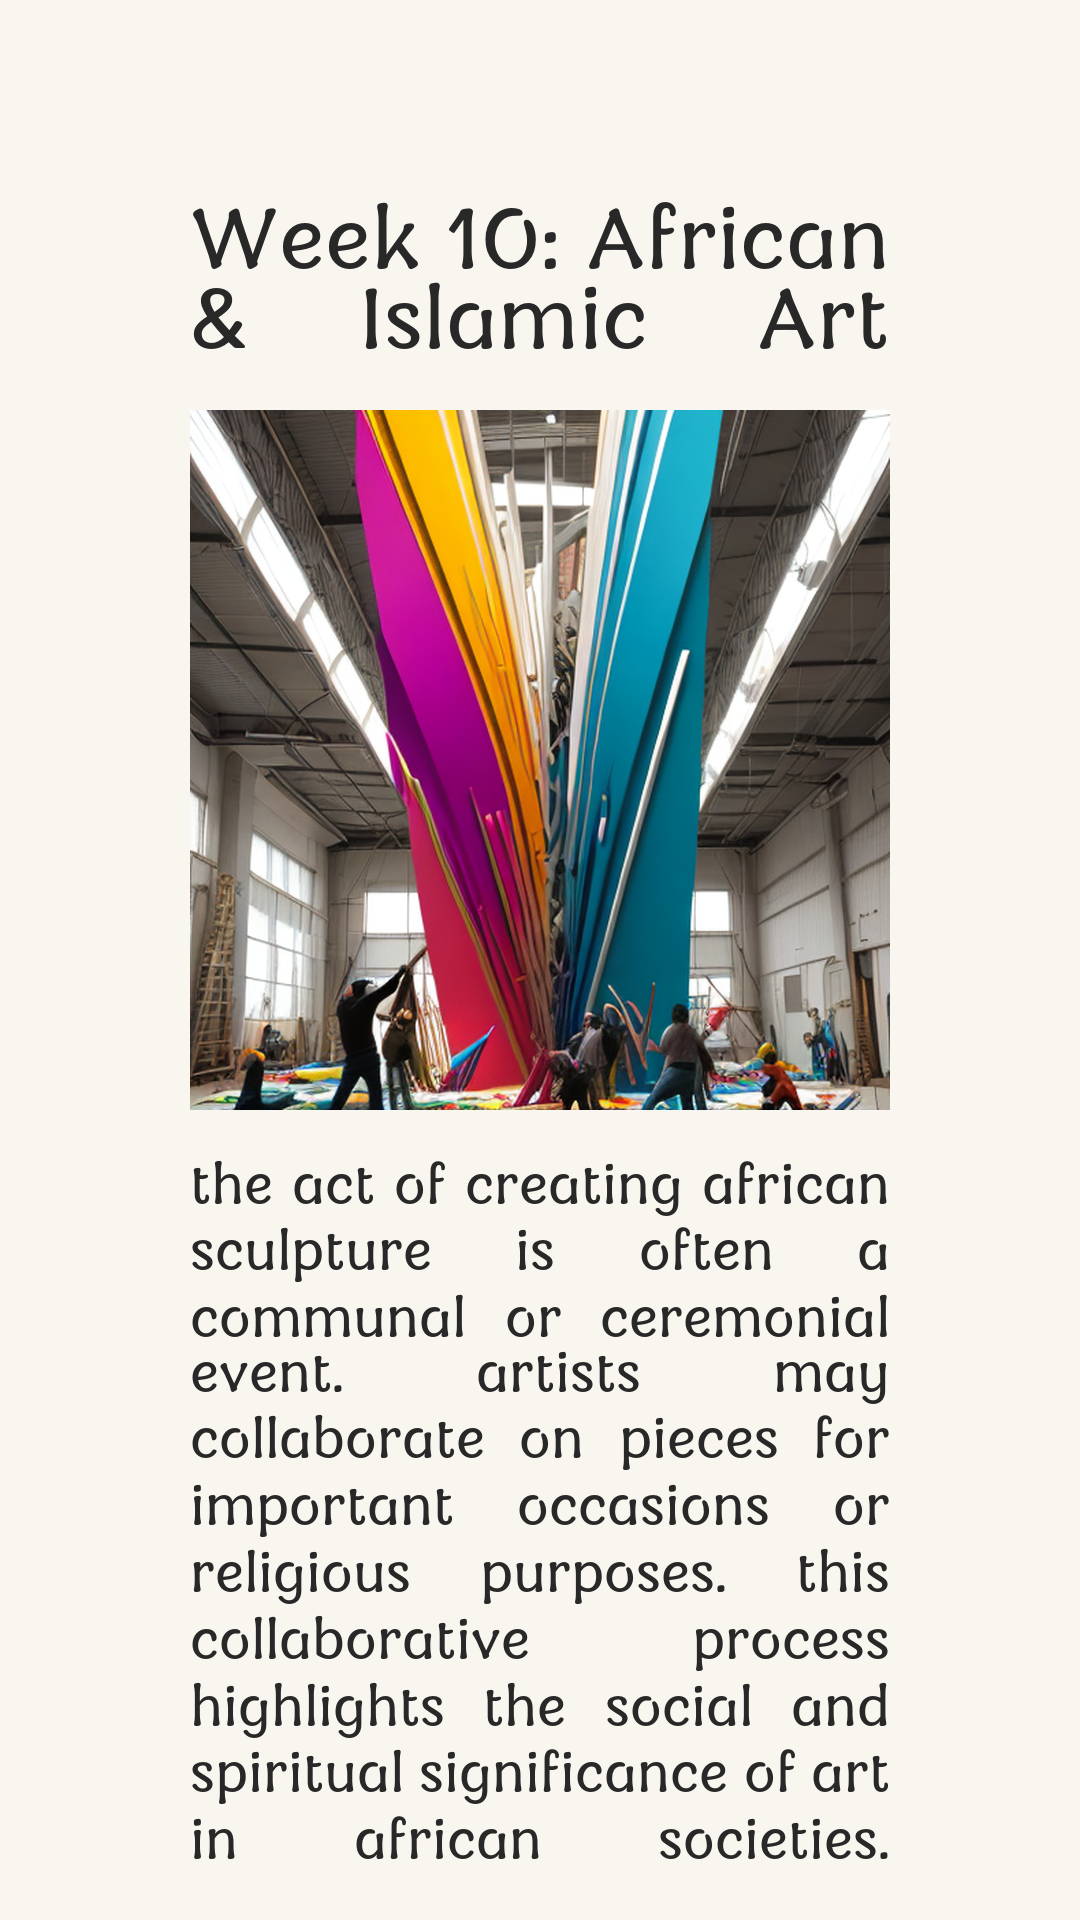 Week 10: African
& Islamic Art
the act of creating african
sculpture is often a
communal or ceremonial
event. artists may
collaborate on pieces for
important occasions or
religious purposes. this
collaborative process
highlights the social and
spiritual significance of art
in african societies.